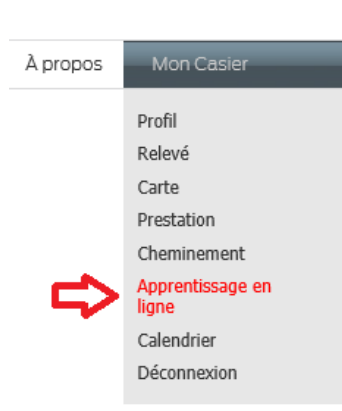 À propos
Mon Casier
Profil
Relevé
Carte
Prestation
Cheminement
Apprentissage en
ligne
Calendrier
Déconnexion